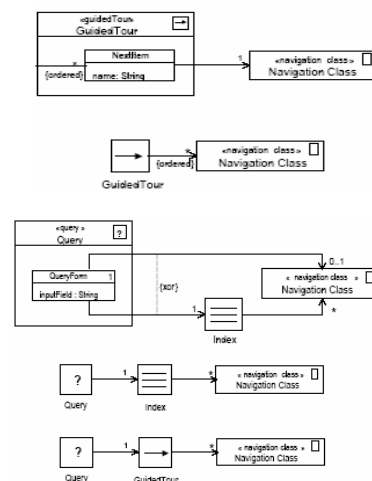 «guidedTour»
GuidedTour
NextItem
name: String
*
{ordered}
1
«navigation class»
Navigation Class
GuidedTour
*
{ordered}
«navigation class»
Navigation Class
«query»
Query
?
QueryForm 1
inputField : String
{xor}
0..1
«navigation class»
Navigation Class
1
*
Index
?
Query
1
Index
*
«navigation class»
Navigation Class
?
Query
1
GuidedTour
*
«navigation class»
Navigation Class